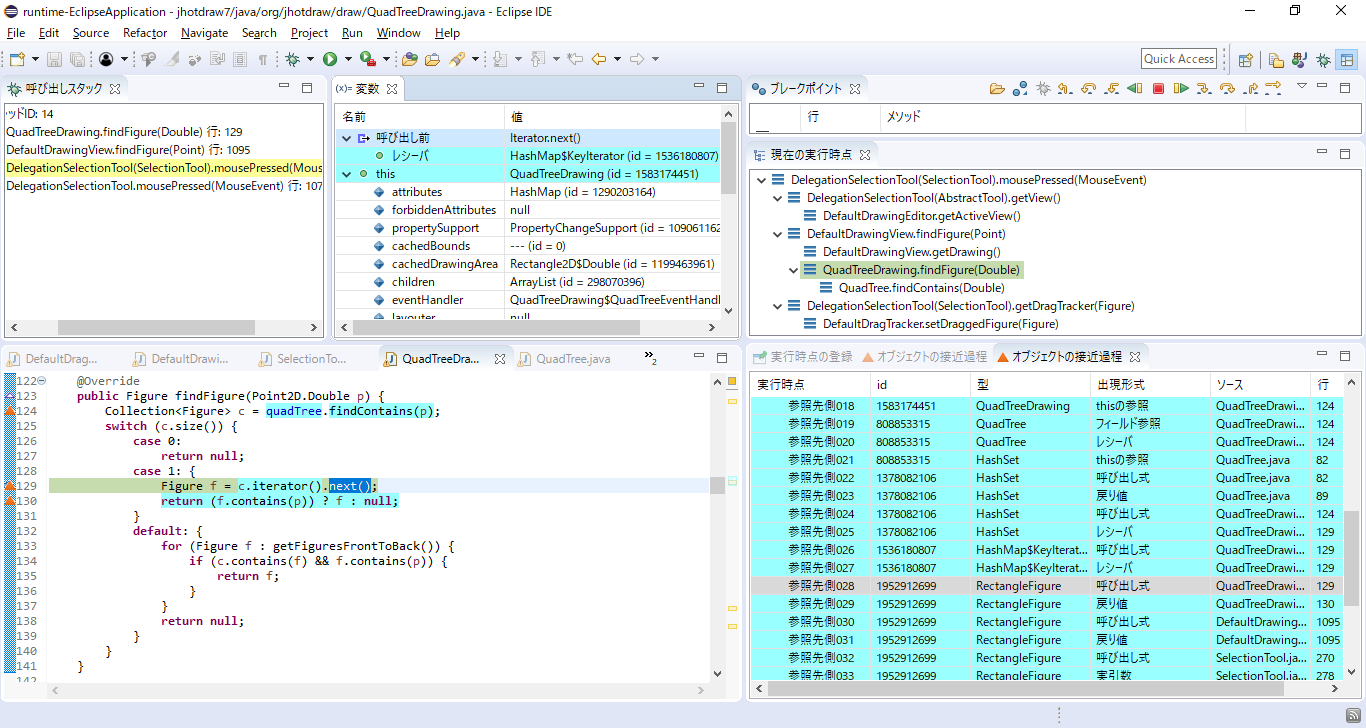 runtime-EclipseApplication - jhotdraw7/java/org/jhotdraw/draw/QuadTreeDrawing.java - Eclipse IDE
File Edit Source Refactor Navigate Search Project Run Window Help
Quick Access
呼び出しスタック
ッドID: 14
QuadTreeDrawing.findFigure(Double) 行: 129
DefaultDrawingView.findFigure(Point) 行: 1095
DelegationSelectionTool(SelectionTool).mousePressed(Mous
DelegationSelectionTool.mousePressed(MouseEvent) 行: 107
(x)= 変数
名前 値
呼び出し前 Iterator.next()
レシーバ HashMap$KeyIterator (id = 1536180807)
this QuadTreeDrawing (id = 1583174451)
attributes HashMap (id = 1290203164)
forbiddenAttributes null
propertySupport PropertyChangeSupport (id = 109061162
cachedBounds --- (id = 0)
cachedDrawingArea Rectangle2D$Double (id = 1199463961)
children ArrayList (id = 298070396)
eventHandler QuadTreeDrawing$QuadTreeEventHandl
layouter null
ブレークポイント
行 メソッド
現在の実行時点
DelegationSelectionTool(SelectionTool).mousePressed(MouseEvent)
DelegationSelectionTool(AbstractTool).getView()
DefaultDrawingEditor.getActiveView()
DefaultDrawingView.findFigure(Point)
DefaultDrawingView.getDrawing()
QuadTreeDrawing.findFigure(Double)
QuadTree.findContains(Double)
DelegationSelectionTool(SelectionTool).getDragTracker(Figure)
DefaultDragTracker.setDraggedFigure(Figure)
DefaultDrag... DefaultDrawi... SelectionTo... QuadTreeDra... QuadTree.java »2
122 @Override
123 public Figure findFigure(Point2D.Double p) {
124 Collection<Figure> c = quadTree.findContains(p);
125 switch (c.size()) {
126 case 0:
127 return null;
128 case 1: {
129 Figure f = c.iterator().next();
130 return (f.contains(p)) ? f : null;
131 }
132 default: {
133 for (Figure f : getFiguresFrontToBack()) {
134 if (c.contains(f) && f.contains(p)) {
135 return f;
136 }
137 }
138 return null;
139 }
140 }
141 }
142
実行時点の登録 オブジェクトの接近過程 オブジェクトの接近過程
実行時点 id 型 出現形式 ソース 行
参照先側018 1583174451 QuadTreeDrawing thisの参照 QuadTreeDrawi... 124
参照先側019 808853315 QuadTree フィールド参照 QuadTreeDrawi... 124
参照先側020 808853315 QuadTree レシーバ QuadTreeDrawi... 124
参照先側021 808853315 HashSet thisの参照 QuadTree.java 82
参照先側022 1378082106 HashSet 呼び出し式 QuadTree.java 82
参照先側023 1378082106 HashSet 戻り値 QuadTree.java 89
参照先側024 1378082106 HashSet 呼び出し式 QuadTreeDrawi... 124
参照先側025 1378082106 HashSet レシーバ QuadTreeDrawi... 129
参照先側026 1536180807 HashMap$KeyIterat... 呼び出し式 QuadTreeDrawi... 129
参照先側027 1536180807 HashMap$KeyIterat... レシーバ QuadTreeDrawi... 129
参照先側028 1952912699 RectangleFigure 呼び出し式 QuadTreeDrawi... 129
参照先側029 1952912699 RectangleFigure 戻り値 QuadTreeDrawi... 130
参照先側030 1952912699 RectangleFigure 呼び出し式 DefaultDrawing... 1095
参照先側031 1952912699 RectangleFigure 戻り値 DefaultDrawing... 1095
参照先側032 1952912699 RectangleFigure 呼び出し式 SelectionTool.ja... 270
参照先側033 1952912699 RectangleFigure 実引数 SelectionTool.ja... 278